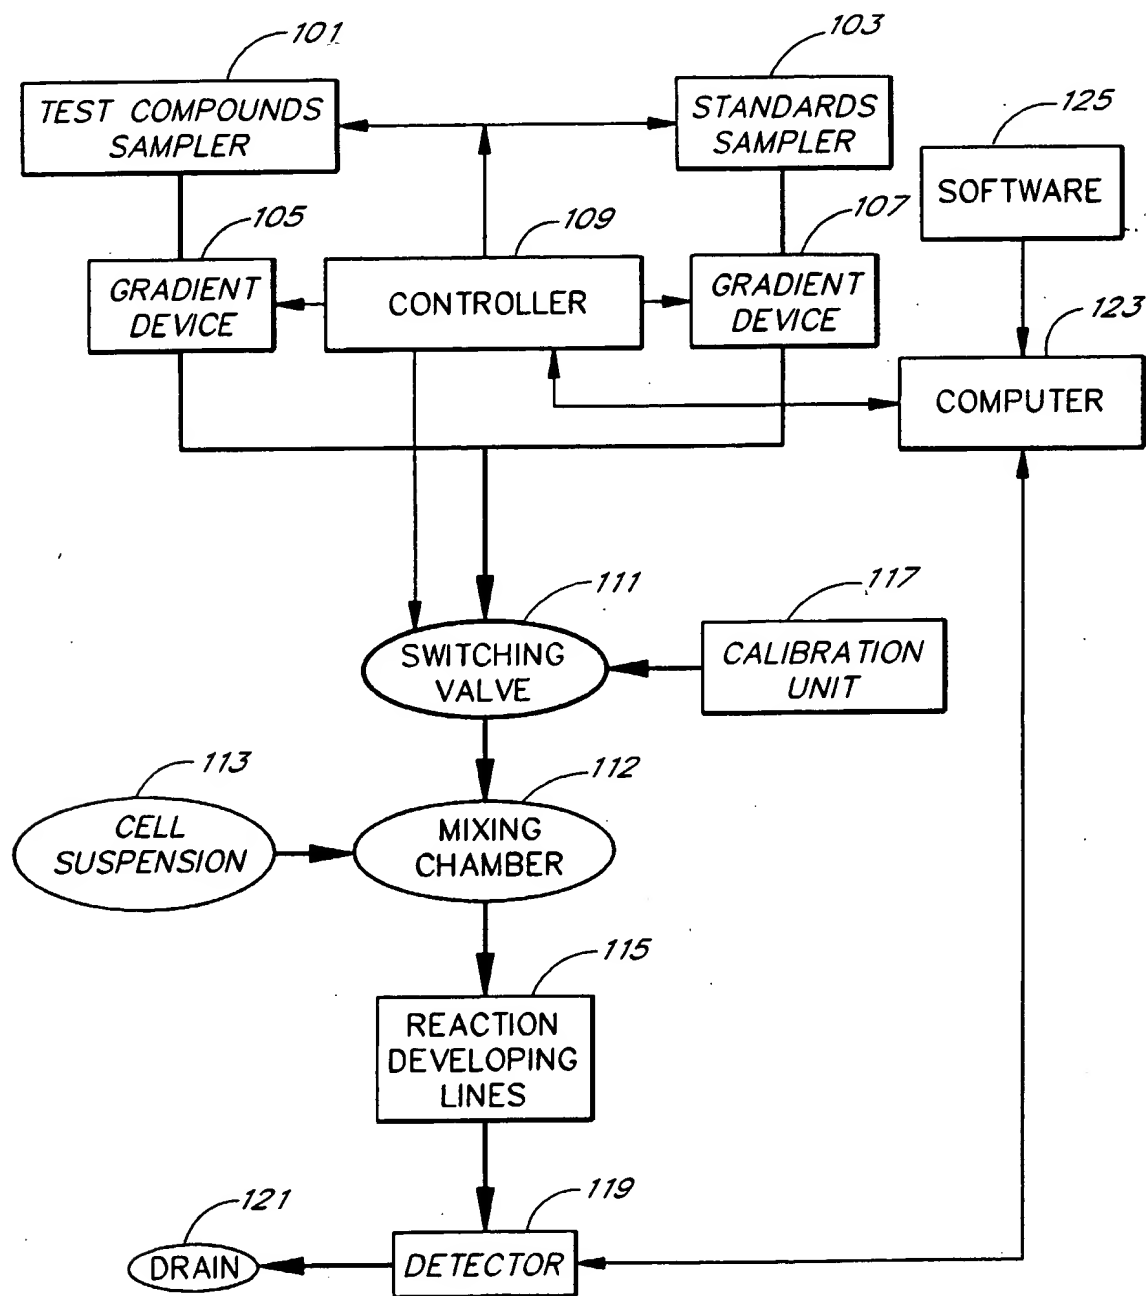 101
TEST COMPOUNDS
SAMPLER
103
STANDARDS
SAMPLER
125
SOFTWARE
105
GRADIENT
DEVICE
109
CONTROLLER
107
GRADIENT
DEVICE
123
COMPUTER
111
SWITCHING
VALVE
117
CALIBRATION
UNIT
113
CELL
SUSPENSION
112
MIXING
CHAMBER
115
REACTION
DEVELOPING
LINES
121
DRAIN
119
DETECTOR